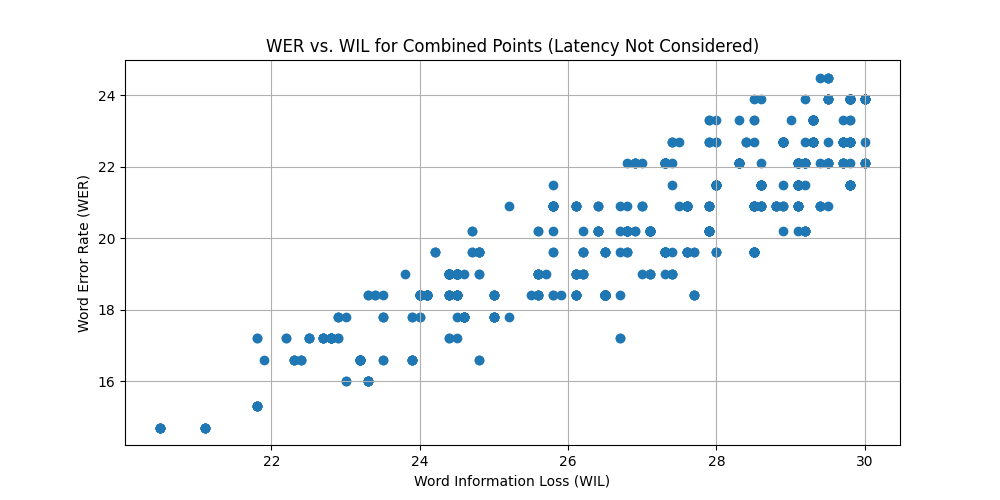 WER vs. WIL for Combined Points (Latency Not Considered)
Word Error Rate (WER)
24
22
20
18
16
22 24 26 28 30
Word Information Loss (WIL)